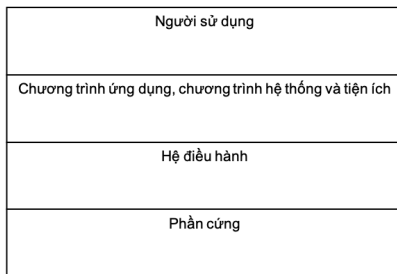 Người sử dụng
Chương trình ứng dụng, chương trình hệ thống và tiện ích
Hệ điều hành
Phần cứng